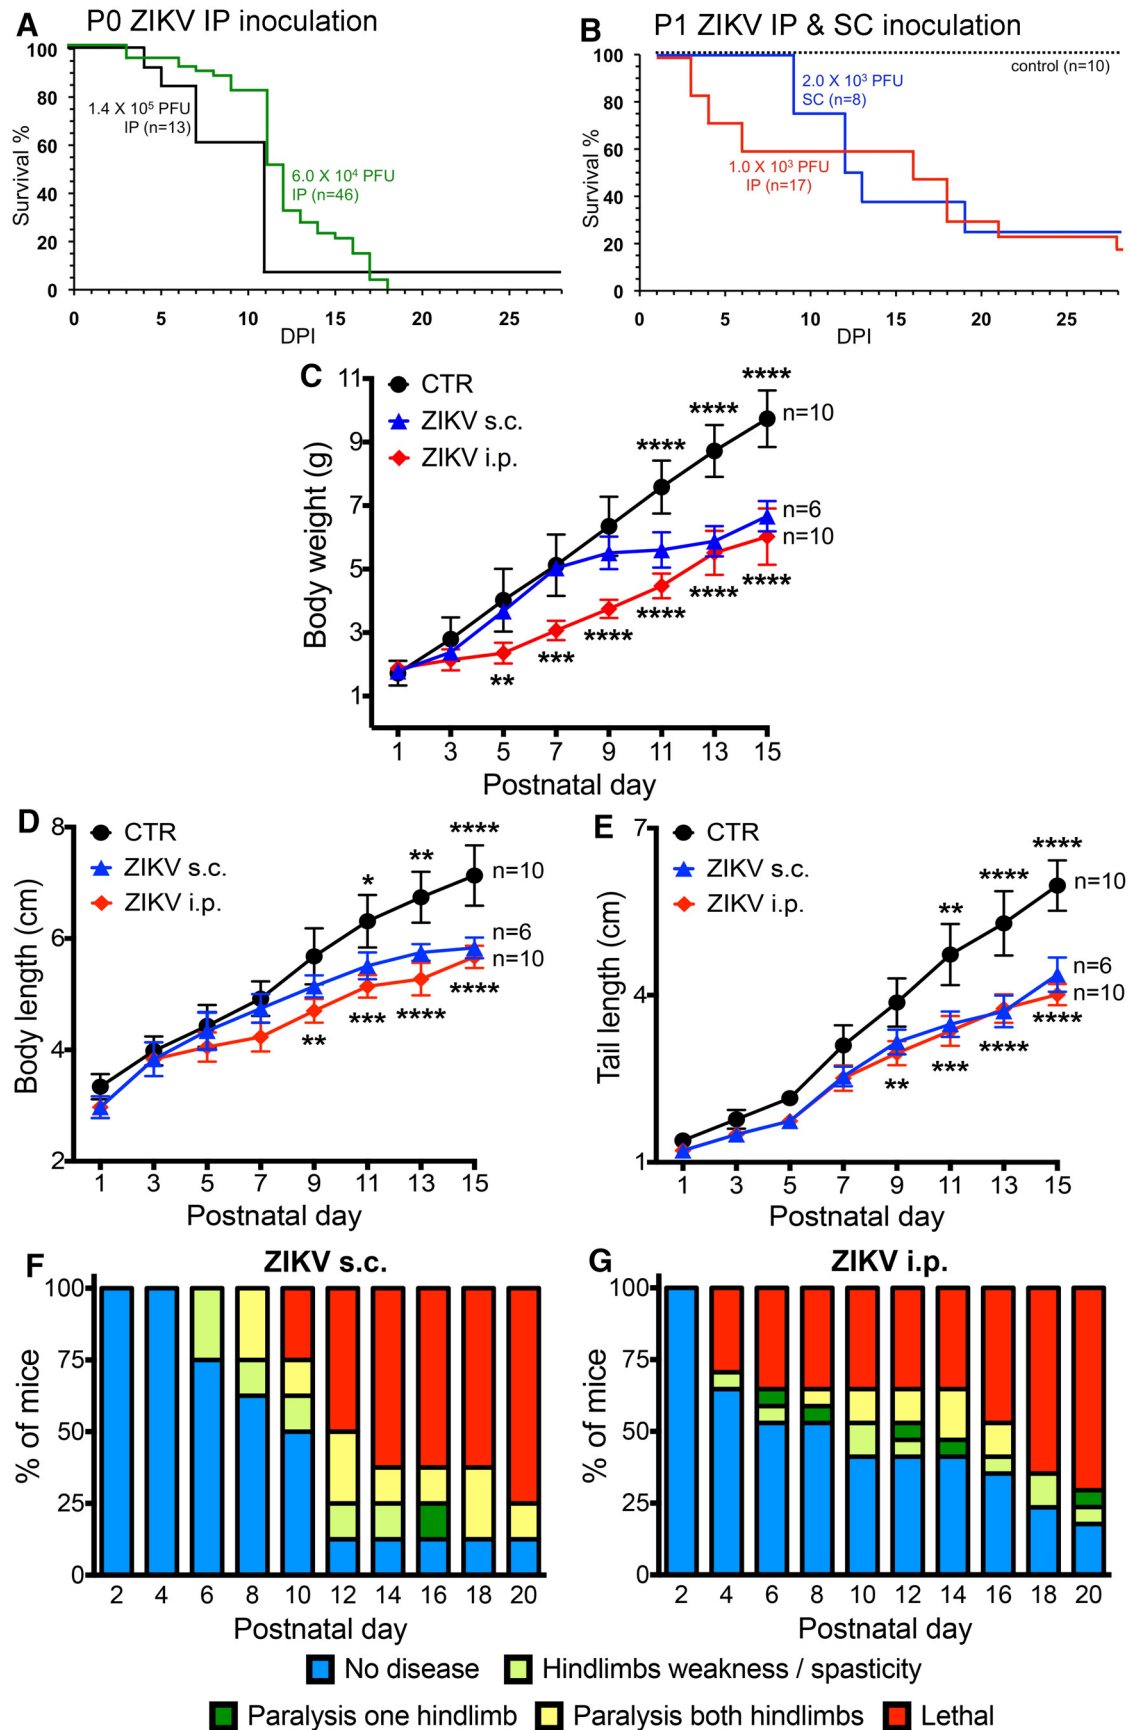 A P0 ZIKV IP inoculation
100
80
60
40
20
0
Survival %
1.4 X 10⁵ PFU
IP (n=13)
6.0 X 10⁴ PFU
IP (n=46)
0 5 10 15 20 25
DPI
B P1 ZIKV IP & SC inoculation
100
80
60
40
20
0
Survival %
control (n=10)
2.0 X 10³ PFU
SC (n=8)
1.0 X 10³ PFU
IP (n=17)
0 5 10 15 20 25
DPI
C
11
9
7
5
3
1
Body weight (g)
CTR
ZIKV s.c.
ZIKV i.p.
**** **** ****
n=10
n=6
n=10
** *** **** **** **** ****
1 3 5 7 9 11 13 15
Postnatal day
D
8
6
4
2
Body length (cm)
CTR
ZIKV s.c.
ZIKV i.p.
* ** ****
n=10
n=6
n=10
** *** **** ****
1 3 5 7 9 11 13 15
Postnatal day
E
7
4
1
Tail length (cm)
CTR
ZIKV s.c.
ZIKV i.p.
** **** ****
n=10
n=6
n=10
** *** **** ****
1 3 5 7 9 11 13 15
Postnatal day
F ZIKV s.c.
100
75
50
25
0
% of mice
2 4 6 8 10 12 14 16 18 20
Postnatal day
G ZIKV i.p.
100
75
50
25
0
% of mice
2 4 6 8 10 12 14 16 18 20
Postnatal day
No disease Hindlimbs weakness / spasticity
Paralysis one hindlimb Paralysis both hindlimbs Lethal